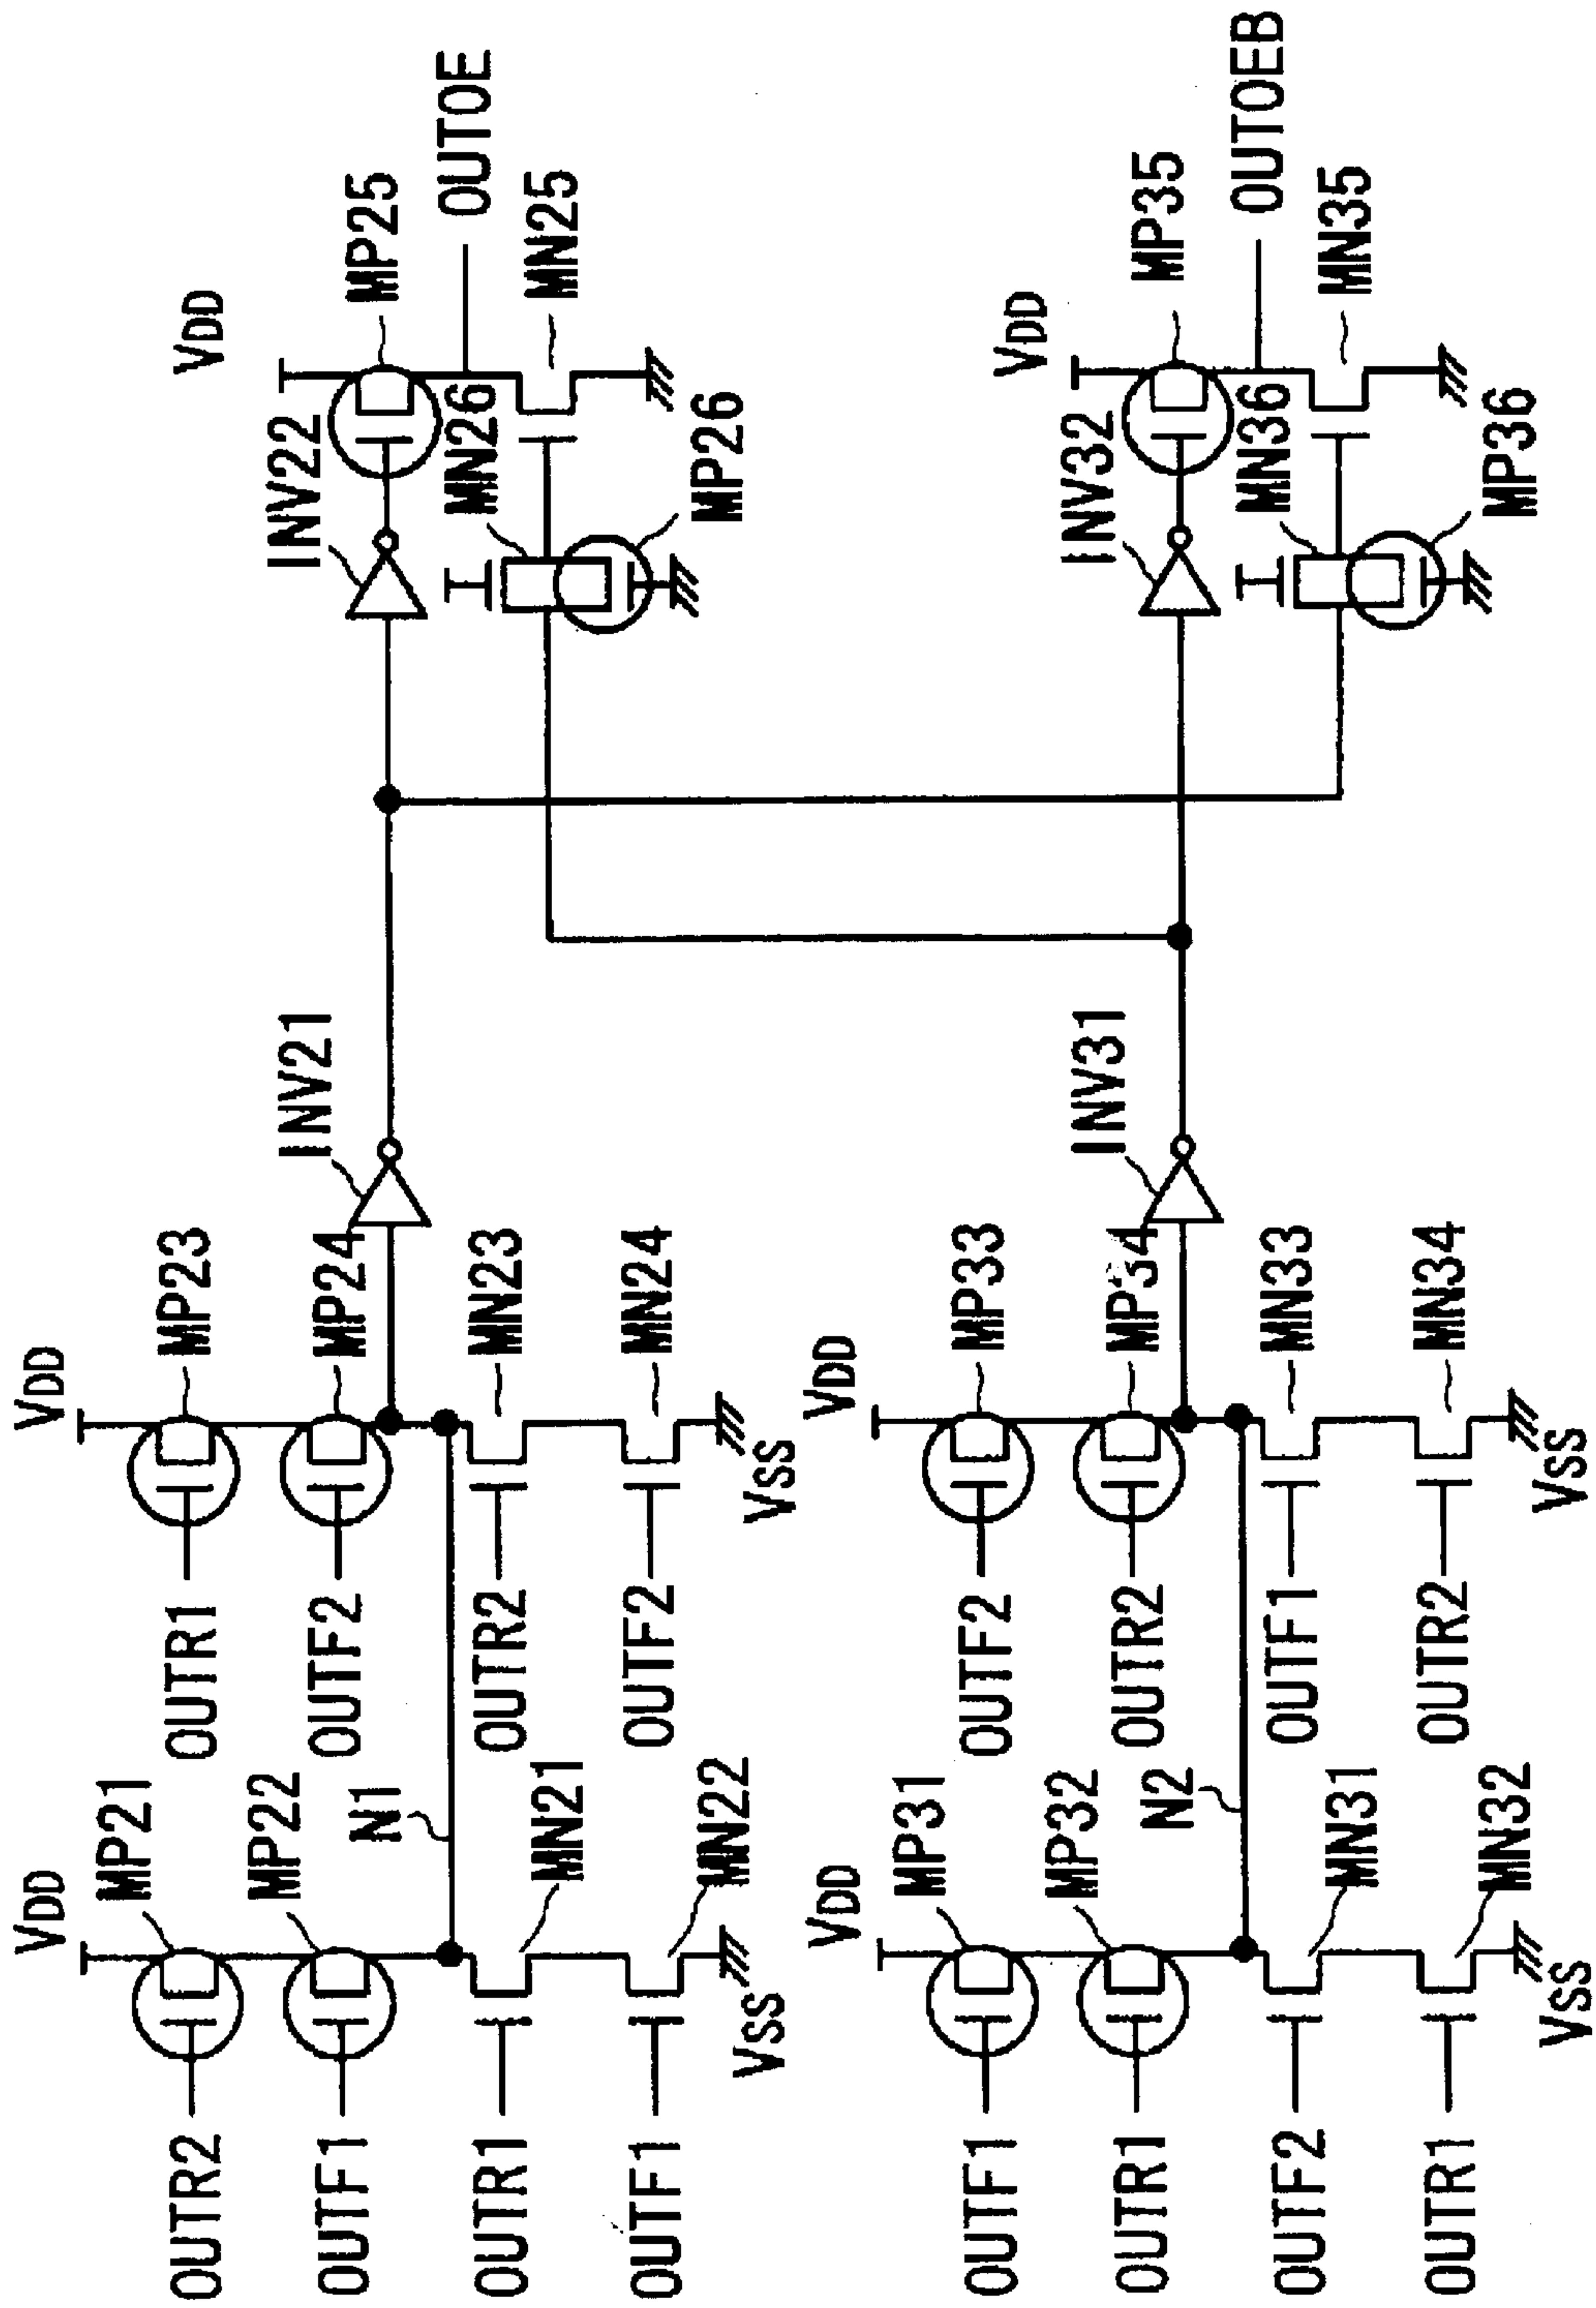 VDD
MP21
OUTR2
MP22
OUTF1
N1
OUTR1
MN21
OUTF1
MN22
VSS
VDD
MP23
OUTR1
MP24
OUTF2
OUTR2
MN23
OUTF2
MN24
VSS
INV21
INV22
VDD
MP25
OUTOE
MN26
MN25
MP26
VDD
MP31
OUTF1
MP32
OUTR1
N2
OUTF2
MN31
OUTR1
MN32
VSS
VDD
MP33
OUTF2
MP34
OUTR2
OUTF1
MN33
OUTR2
MN34
VSS
INV31
INV32
VDD
MP35
OUTOEB
MN36
MN35
MP36